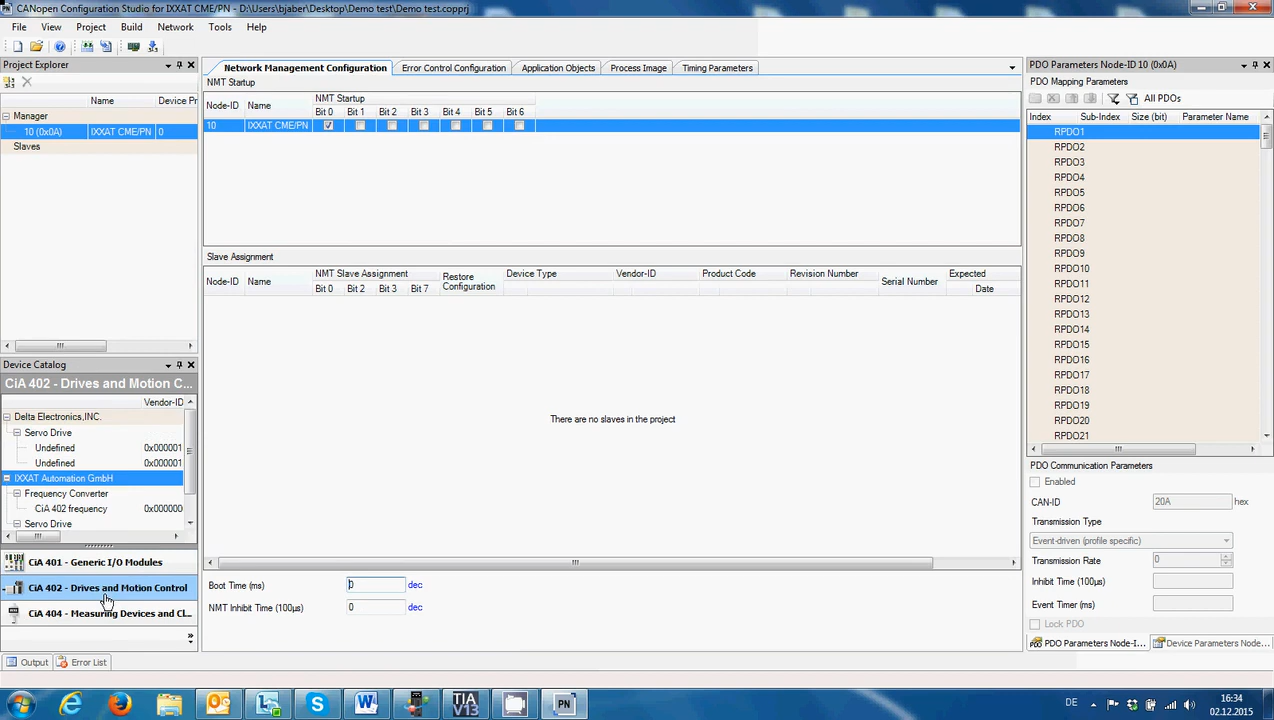 CANopen Configuration Studio for IXXAT CME/PN - D:\Users\bjaber\Desktop\Demo test\Demo test.copprj
File View Project Build Network Tools Help
Project Explorer
Name Device Pr
Manager
10 (0x0A) IXXAT CME/PN 0
Slaves
Device Catalog
CiA 402 - Drives and Motion C...
Vendor-ID
Delta Electronics,INC.
Servo Drive
Undefined 0x000001
Undefined 0x000001
IXXAT Automation GmbH
Frequency Converter
CiA 402 frequency 0x000000
Servo Drive
CiA 401 - Generic I/O Modules
CiA 402 - Drives and Motion Control
CiA 404 - Measuring Devices and Cl...
Output Error List
Network Management Configuration Error Control Configuration Application Objects Process Image Timing Parameters
NMT Startup
Node-ID Name NMT Startup
Bit 0 Bit 1 Bit 2 Bit 3 Bit 4 Bit 5 Bit 6
10 IXXAT CME/PN
Slave Assignment
Node-ID Name NMT Slave Assignment Restore Configuration Device Type Vendor-ID Product Code Revision Number Serial Number Expected
Bit 0 Bit 2 Bit 3 Bit 7 Date
There are no slaves in the project
Boot Time (ms) 0 dec
NMT Inhibit Time (100µs) 0 dec
PDO Parameters Node-ID 10 (0x0A)
PDO Mapping Parameters
All PDOs
Index Sub-Index Size (bit) Parameter Name
RPDO1
RPDO2
RPDO3
RPDO4
RPDO5
RPDO6
RPDO7
RPDO8
RPDO9
RPDO10
RPDO11
RPDO12
RPDO13
RPDO14
RPDO15
RPDO16
RPDO17
RPDO18
RPDO19
RPDO20
RPDO21
PDO Communication Parameters
Enabled
CAN-ID 20A hex
Transmission Type
Event-driven (profile specific)
Transmission Rate 0
Inhibit Time (100µs)
Event Timer (ms)
Lock PDO
PDO Parameters Node-I... Device Parameters Node...
TIA V13
PN
DE
16:34
02.12.2015